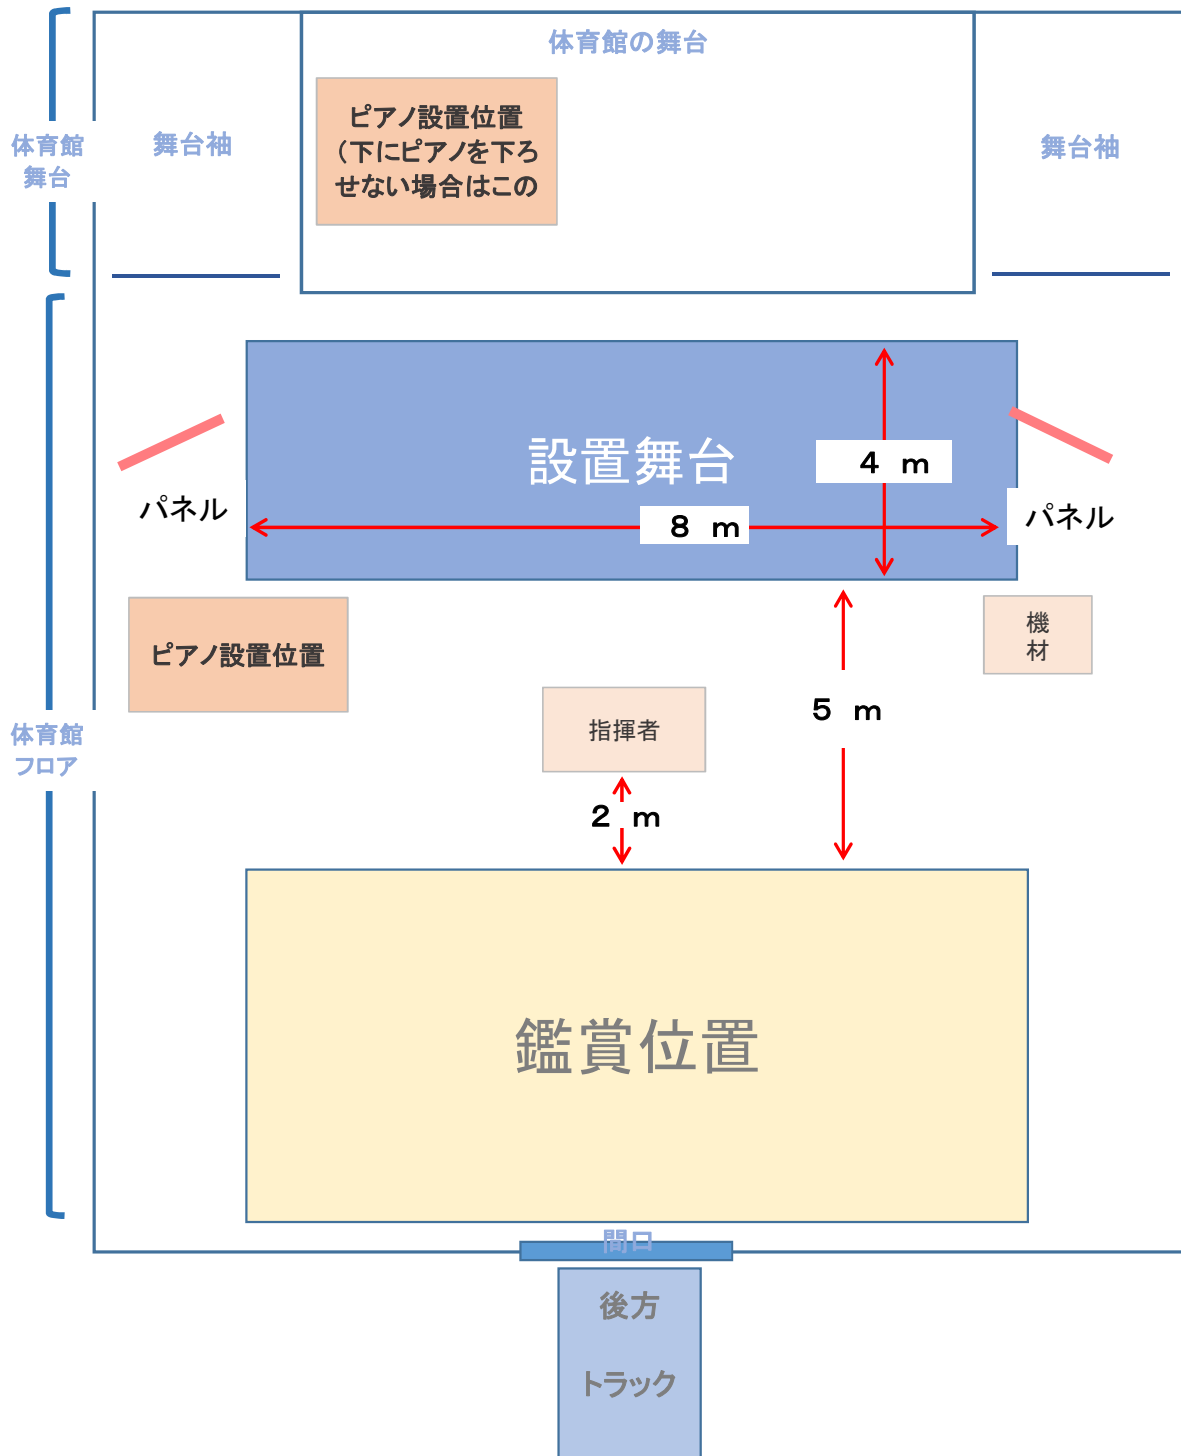 体育館の舞台
ピアノ設置位置
（下にピアノを下ろ
せない場合はこの
体育館
舞台
舞台袖
舞台袖
設置舞台
４　ｍ
８　ｍ
パネル
パネル
ピアノ設置位置
機
材
指揮者
５　ｍ
２　ｍ
体育館
フロア
鑑賞位置
間口
後方
トラック